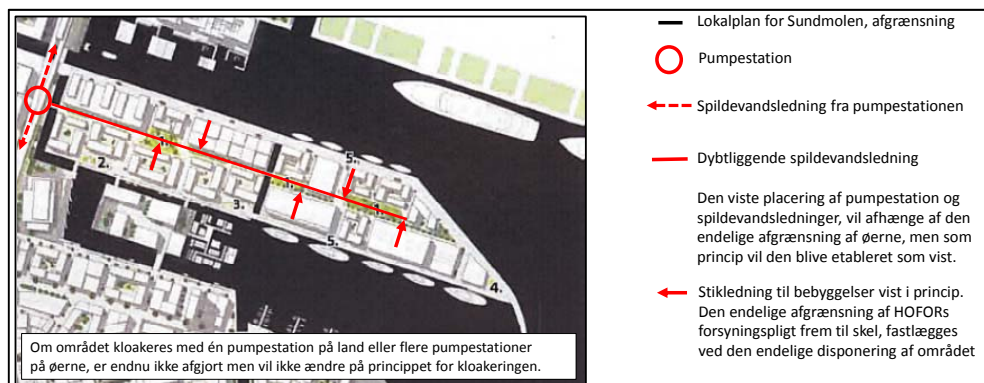 1.
2.
5.
1.
3.
1.
5.
4.
Om området kloakeres med én pumpestation på land eller flere pumpestationer
på øerne, er endnu ikke afgjort men vil ikke ændre på princippet for kloakeringen.
Lokalplan for Sundmolen, afgrænsning
Pumpestation
Spildevandsledning fra pumpestationen
Dybtliggende spildevandsledning
Den viste placering af pumpestation og
spildevandsledninger, vil afhænge af den
endelige afgrænsning af øerne, men som
princip vil den blive etableret som vist.
Stikledning til bebyggelser vist i princip.
Den endelige afgrænsning af HOFORs
forsyningspligt frem til skel, fastlægges
ved den endelige disponering af området